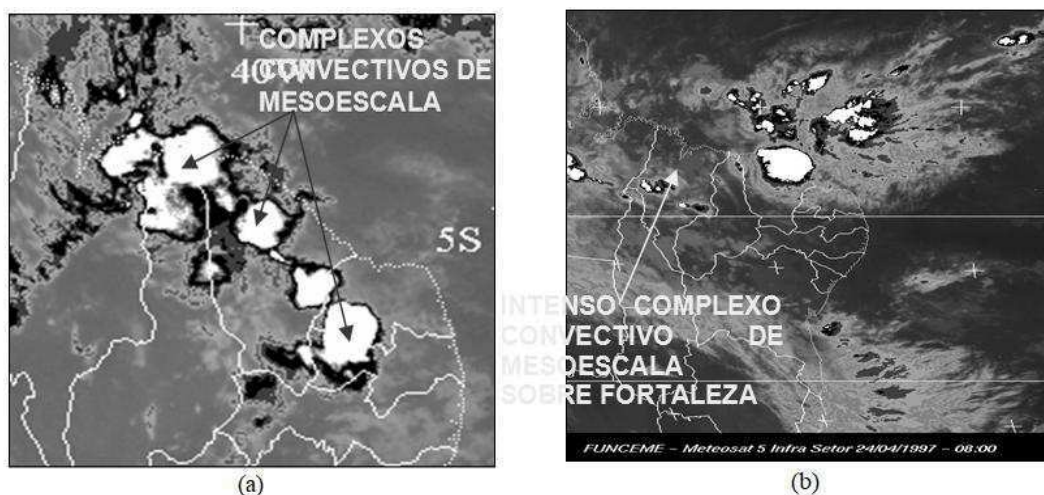 COMPLEXOS
CONVECTIVOS DE
MESOESCALA
40W
5S
(a)
INTENSO COMPLEXO
CONVECTIVO DE
MESOESCALA
SOBRE FORTALEZA
FUNCEME - Meteosat 5 Infra Setor 24/04/1997 - 08:00
(b)